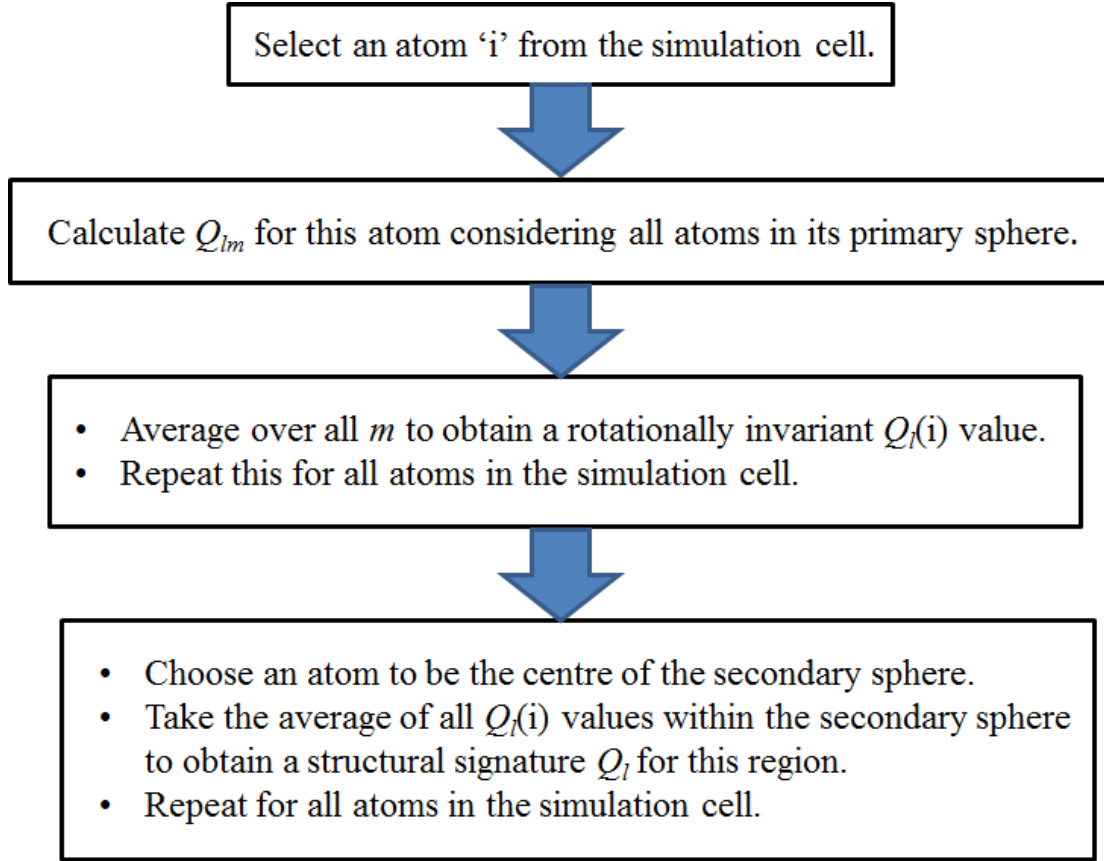 Select an atom ‘i’ from the simulation cell.
Calculate Qlm for this atom considering all atoms in its primary sphere.
• Average over all m to obtain a rotationally invariant Ql(i) value.
• Repeat this for all atoms in the simulation cell.
• Choose an atom to be the centre of the secondary sphere.
• Take the average of all Ql(i) values within the secondary sphere
to obtain a structural signature Ql for this region.
• Repeat for all atoms in the simulation cell.